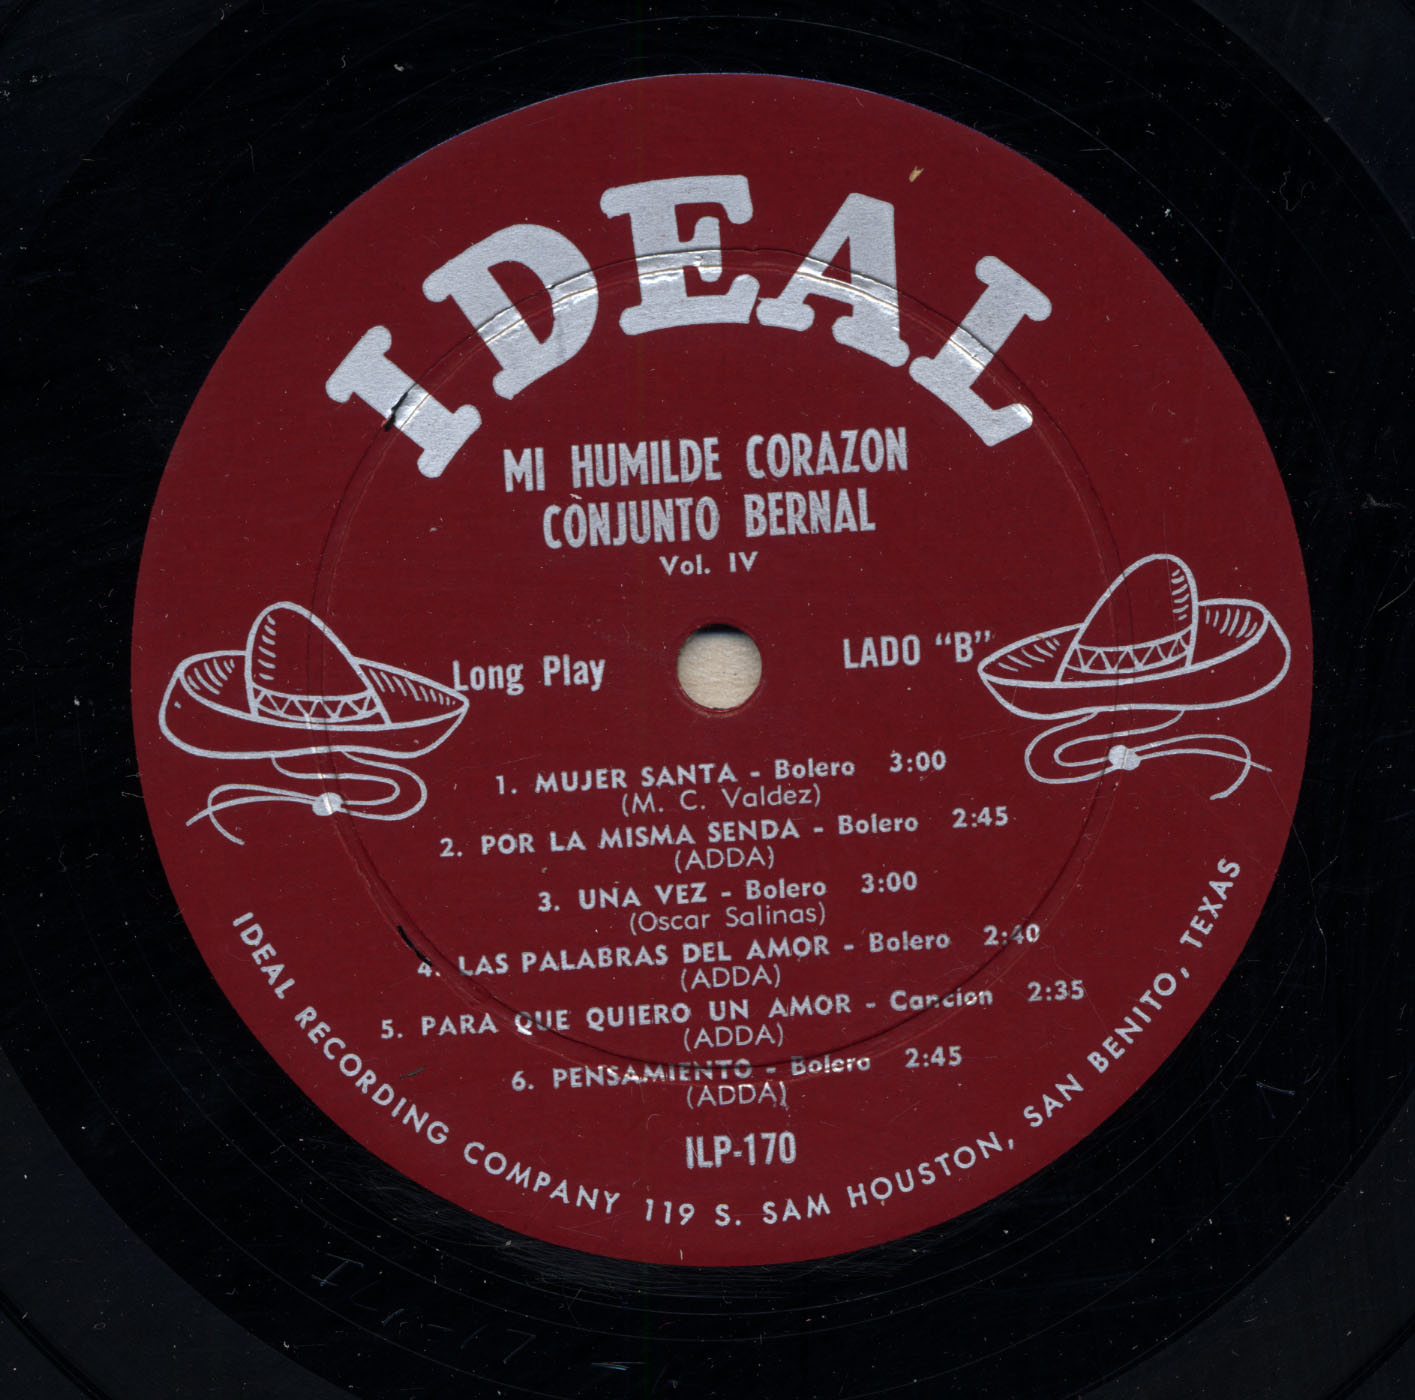 IDEAL
MI HUMILDE CORAZON
CONJUNTO BERNAL
Vol. IV
Long Play
LADO "B"
1. MUJER SANTA - Bolero 3:00
(M. C. Valdez)
2. POR LA MISMA SENDA - Bolero 2:45
(ADDA)
3. UNA VEZ - Bolero 3:00
(Oscar Salinas)
4. LAS PALABRAS DEL AMOR - Bolero 2:40
(ADDA)
5. PARA QUE QUIERO UN AMOR - Cancion 2:35
(ADDA)
6. PENSAMIENTO - Bolero 2:45
(ADDA)
ILP-170
IDEAL RECORDING COMPANY 119 S. SAM HOUSTON, SAN BENITO, TEXAS